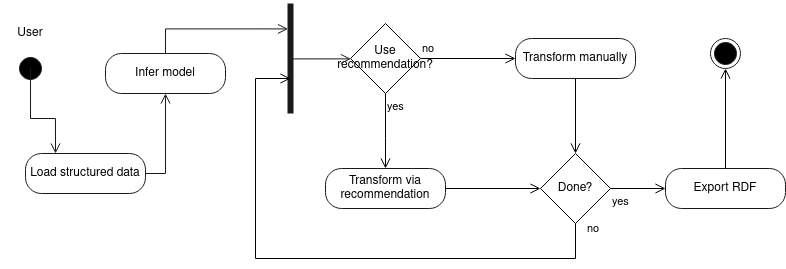 User
Infer model
Load structured data
Use
recommendation?
no
yes
Transform manually
Transform via
recommendation
Done?
yes
no
Export RDF